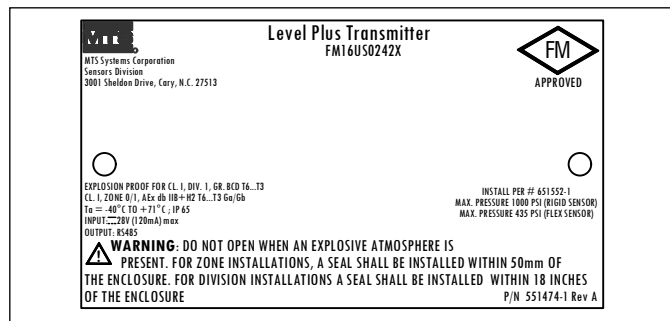 MTS
Level Plus Transmitter
FM16US0242X
MTS Systems Corporation
Sensors Division
3001 Sheldon Drive, Cary, N.C. 27513
FM
APPROVED
EXPLOSION PROOF FOR CL. I, DIV. 1, GR. BCD T6...T3
CL. I, ZONE 0/1, AEx db IIB+H2 T6...T3 Ga/Gb
Ta = -40°C TO +71°C ; IP 65
INPUT:⎓28V (120mA) max
OUTPUT: RS485
INSTALL PER # 651552-1
MAX. PRESSURE 1000 PSI (RIGID SENSOR)
MAX. PRESSURE 435 PSI (FLEX SENSOR)
WARNING: DO NOT OPEN WHEN AN EXPLOSIVE ATMOSPHERE IS
PRESENT. FOR ZONE INSTALLATIONS, A SEAL SHALL BE INSTALLED WITHIN 50mm OF
THE ENCLOSURE. FOR DIVISION INSTALLATIONS A SEAL SHALL BE INSTALLED WITHIN 18 INCHES
OF THE ENCLOSURE
P/N 551474-1 Rev A